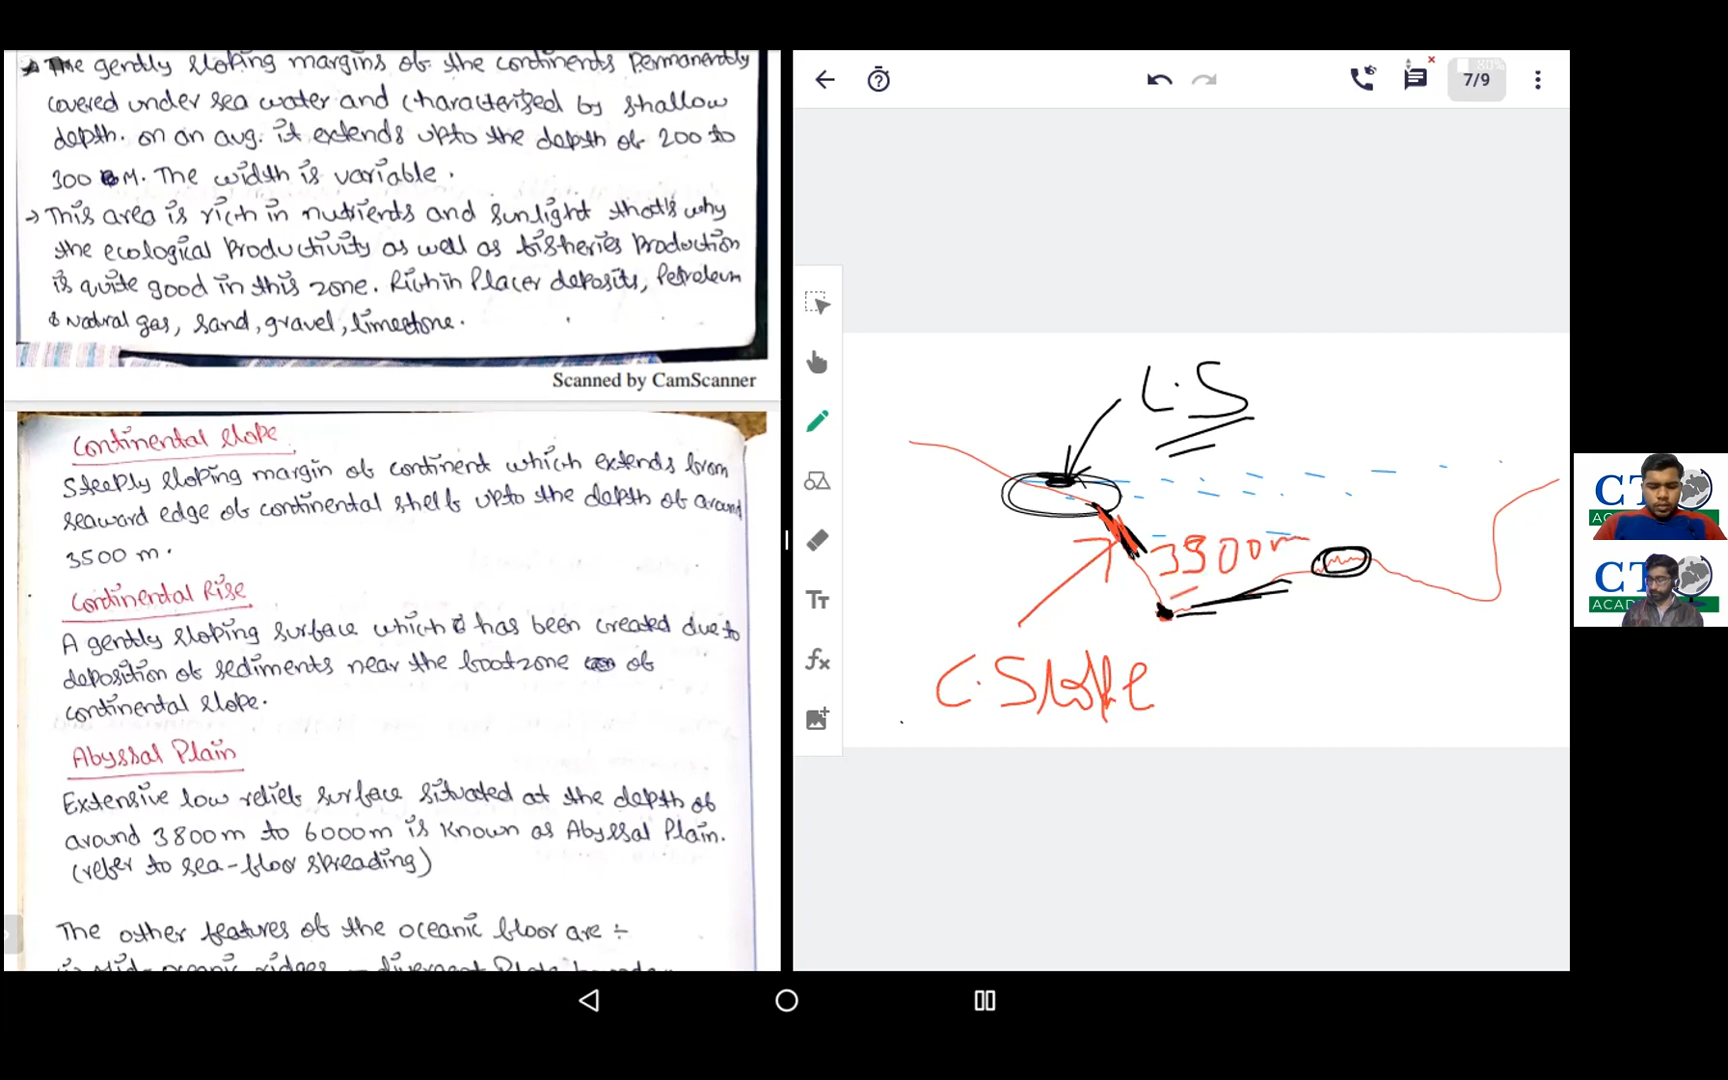 The gently sloping margins of the continents permanently
covered under sea water and characterized by shallow
depth. on an avg. it extends upto the depth of 200 to
300 M. The width is variable.
→ This area is rich in nutrients and sunlight that's why
the ecological productivity as well as fisheries production
is quite good in this zone. Rich in Placer deposits, Petroleum
& Natural gas, sand, gravel, limestone.
Scanned by CamScanner
Continental slope
Steeply sloping margin of continent which extends from
seaward edge of continental shelf upto the depth of around
3500 m.
Continental Rise
A gently sloping surface which has been created due to
deposition of sediments near the footzone of
continental slope.
Abyssal Plain
Extensive low relief surface situated at the depth of
around 3800m to 6000m is known as Abyssal Plain.
(refer to sea-floor spreading)
The other features of the oceanic floor are ÷
7/9
80%
C.S
3500m
C.Slope
Tт
fx
CT
ACAD